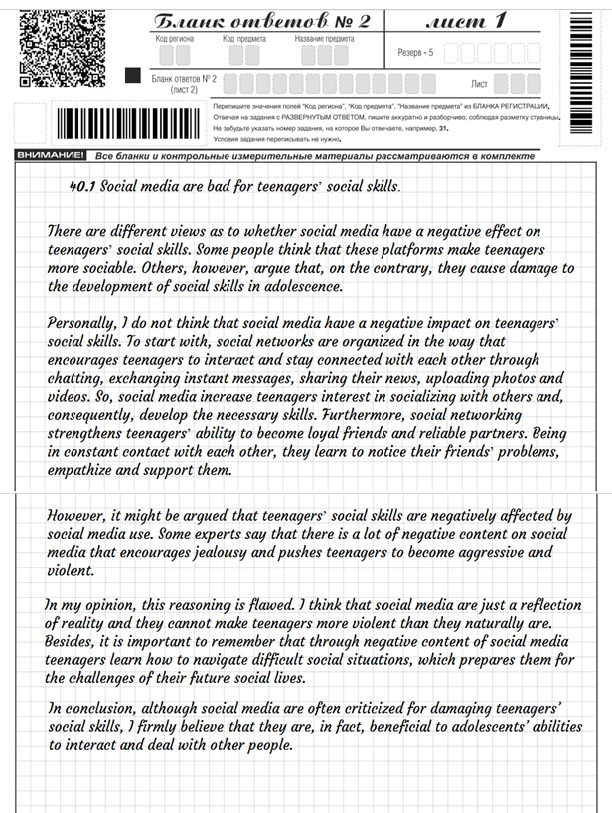 Бланк ответов № 2
лист 1
Код региона
Код предмета
Название предмета
Резерв - 5
Бланк ответов № 2
(лист 2)
Лист
Перепишите значения полей "Код региона", "Код предмета", "Название предмета" из БЛАНКА РЕГИСТРАЦИИ.
Отвечая на задания с РАЗВЕРНУТЫМ ОТВЕТОМ, пишите аккуратно и разборчиво, соблюдая разметку страницы.
Не забудьте указать номер задания, на которое Вы отвечаете, например, 31.
Условия задания переписывать не нужно.
ВНИМАНИЕ! Все бланки и контрольные измерительные материалы рассматриваются в комплекте
40.1 Social media are bad for teenagers' social skills.
There are different views as to whether social media have a negative effect on
teenagers' social skills. Some people think that these platforms make teenagers
more sociable. Others, however, argue that, on the contrary, they cause damage to
the development of social skills in adolescence.
Personally, I do not think that social media have a negative impact on teenagers'
social skills. To start with, social networks are organized in the way that
encourages teenagers to interact and stay connected with each other through
chatting, exchanging instant messages, sharing their news, uploading photos and
videos. So, social media increase teenagers interest in socializing with others and,
consequently, develop the necessary skills. Furthermore, social networking
strengthens teenagers' ability to become loyal friends and reliable partners. Being
in constant contact with each other, they learn to notice their friends' problems,
empathize and support them.
However, it might be argued that teenagers' social skills are negatively affected by
social media use. Some experts say that there is a lot of negative content on social
media that encourages jealousy and pushes teenagers to become aggressive and
violent.
In my opinion, this reasoning is flawed. I think that social media are just a reflection
of reality and they cannot make teenagers more violent than they naturally are.
Besides, it is important to remember that through negative content of social media
teenagers learn how to navigate difficult social situations, which prepares them for
the challenges of their future social lives.
In conclusion, although social media are often criticized for damaging teenagers'
social skills, I firmly believe that they are, in fact, beneficial to adolescents' abilities
to interact and deal with other people.